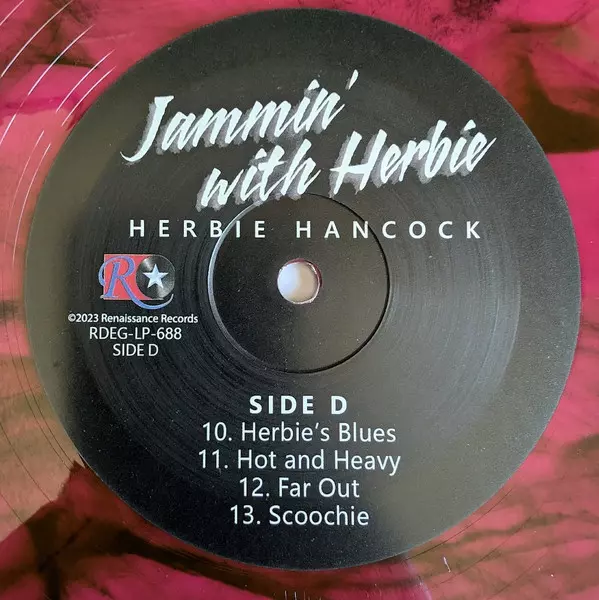 Jammin'
with Herbie
HERBIE HANCOCK
R
©2023 Renaissance Records
RDEG-LP-688
SIDE D
SIDE D
10. Herbie's Blues
11. Hot and Heavy
12. Far Out
13. Scoochie